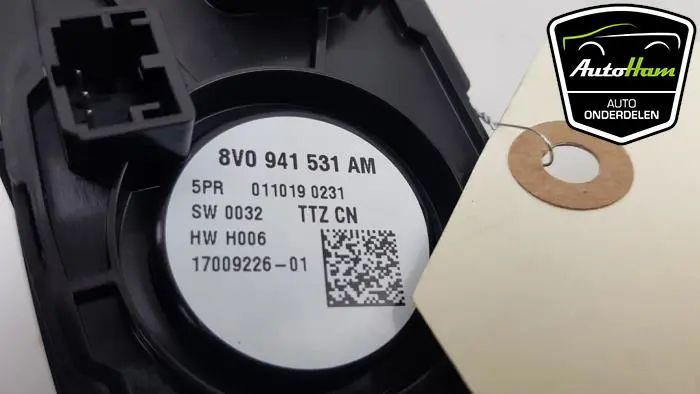 8V0 941 531 AM
5PR 011019 0231
SW 0032 TTZ CN
HW H006
17009226-01
AutoHam
AUTO
ONDERDELEN